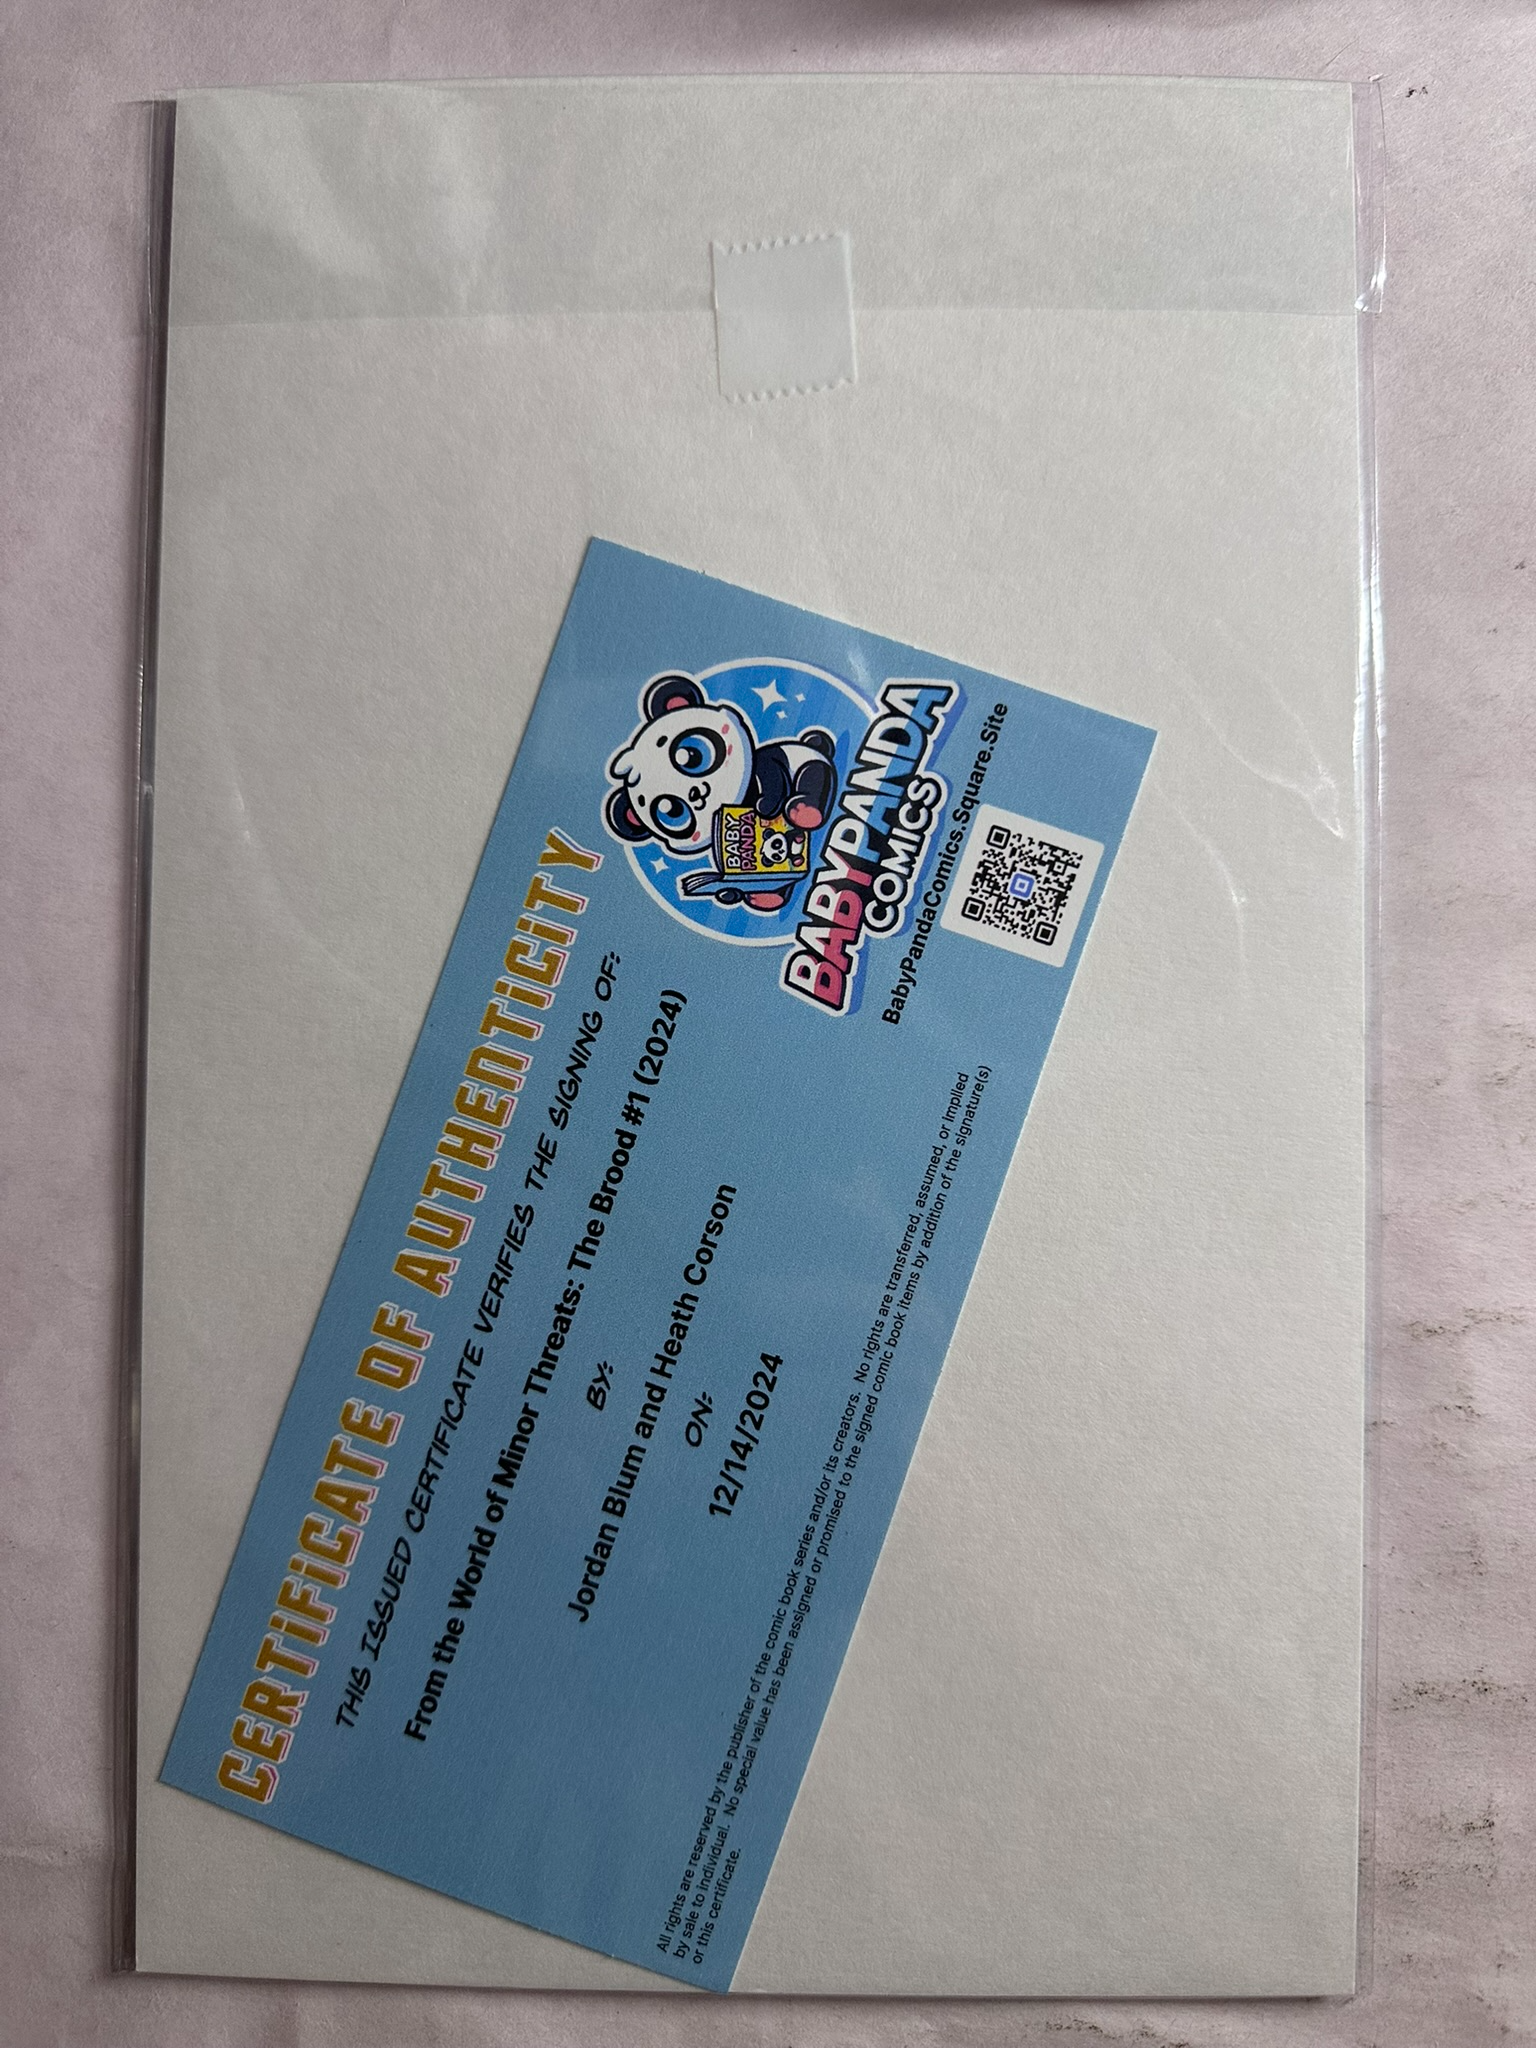 CERTIFICATE OF AUTHENTICITY
THIS ISSUED CERTIFICATE VERIFIES THE SIGNING OF:
From the World of Minor Threats: The Brood #1 (2024)
BY:
Jordan Blum and Heath Corson
ON:
12/14/2024
All rights are reserved by the publisher of the comic book series and/or its creators. No rights are transferred, assumed, or implied
by sale to individual. No special value has been assigned or promised to the signed comic book items by addition of the signature(s)
or this certificate.
BABY
PANDA
BABY PANDA
COMICS
BabyPandaComics.Square.Site